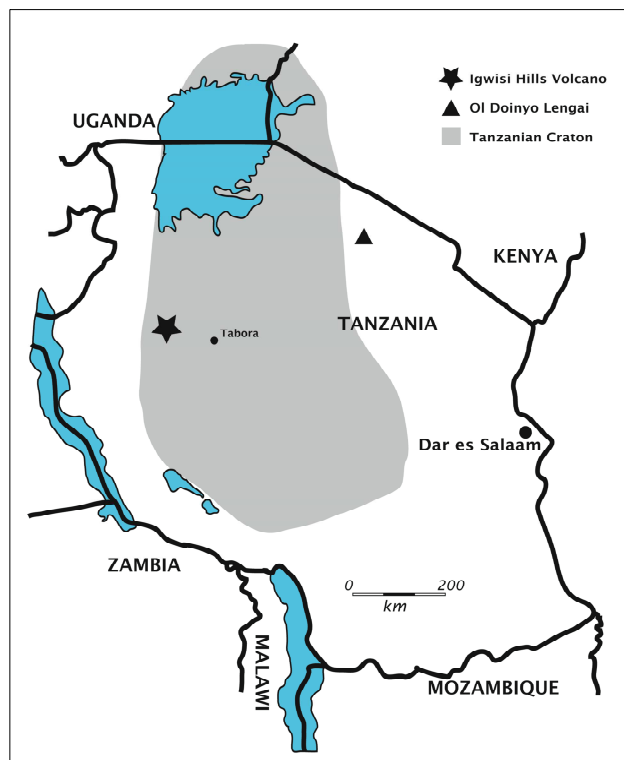 Igwisi Hills Volcano
Ol Doinyo Lengai
Tanzanian Craton
UGANDA
KENYA
TANZANIA
Tabora
Dar es Salaam
ZAMBIA
0 200
km
MALAWI
MOZAMBIQUE